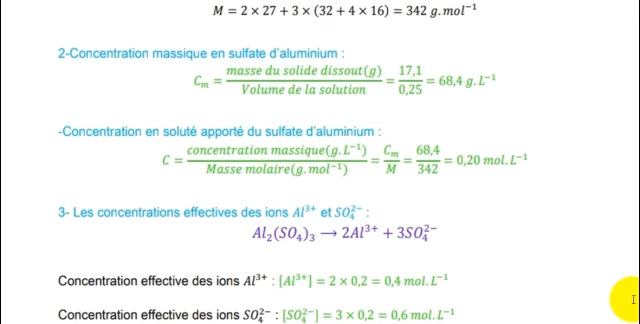 M = 2 × 27 + 3 × (32 + 4 × 16) = 342 g.mol⁻¹
2-Concentration massique en sulfate d'aluminium :
Cₘ = masse du solide dissout(g) / Volume de la solution = 17,1 / 0,25 = 68,4 g.L⁻¹
-Concentration en soluté apporté du sulfate d'aluminium :
C = concentration massique(g.L⁻¹) / Masse molaire(g.mol⁻¹) = Cₘ / M = 68,4 / 342 = 0,20 mol.L⁻¹
3- Les concentrations effectives des ions Al³⁺ et SO₄²⁻ :
Al₂(SO₄)₃ → 2Al³⁺ + 3SO₄²⁻
Concentration effective des ions Al³⁺ : [Al³⁺] = 2 × 0,2 = 0,4 mol.L⁻¹
Concentration effective des ions SO₄²⁻ : [SO₄²⁻] = 3 × 0,2 = 0,6 mol.L⁻¹